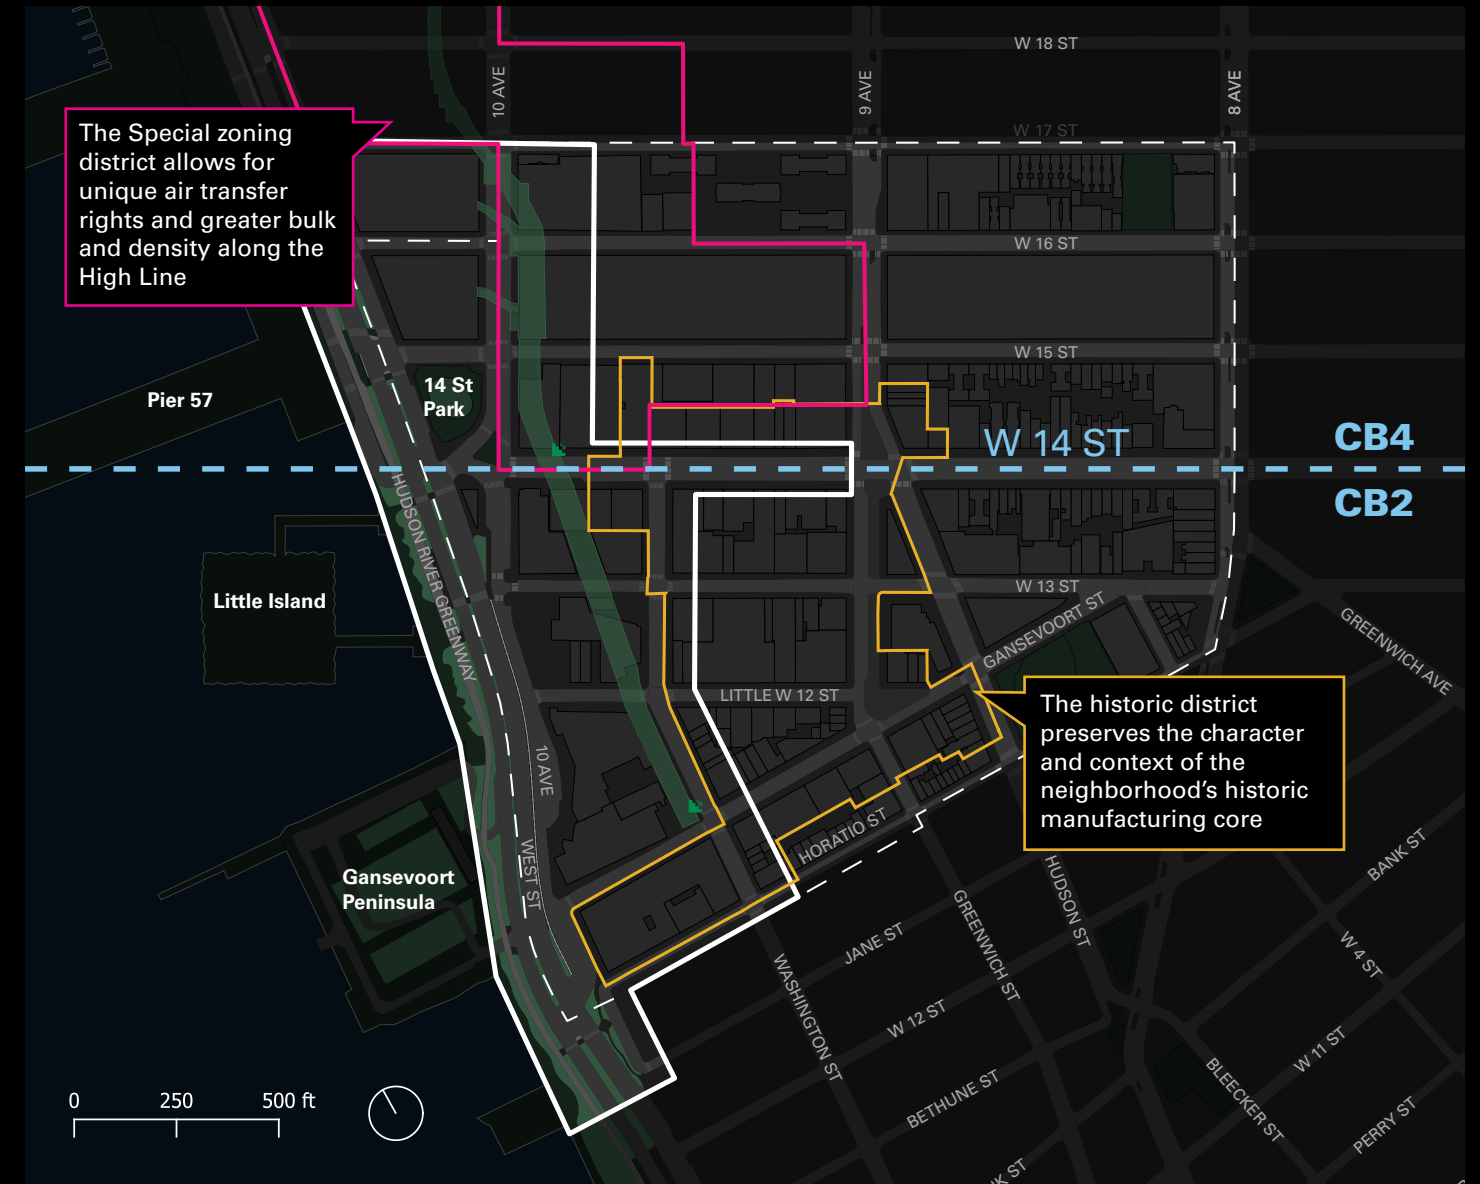 W 18 ST
10 AVE
9 AVE
8 AVE
W 17 ST
The Special zoning
district allows for
unique air transfer
rights and greater bulk
and density along the
High Line
W 16 ST
W 15 ST
14 St
Park
Pier 57
W 14 ST
CB4
CB2
HUDSON RIVER GREENWAY
W 13 ST
Little Island
GANSEVOORT ST
GREENWICH AVE
LITTLE W 12 ST
The historic district
preserves the character
and context of the
neighborhood's historic
manufacturing core
10 AVE
WEST ST
HORATIO ST
Gansevoort
Peninsula
HUDSON ST
BANK ST
GREENWICH ST
JANE ST
W 4 ST
WASHINGTON ST
W 12 ST
W 11 ST
BLEECKER ST
BETHUNE ST
PERRY ST
K ST
0 250 500 ft